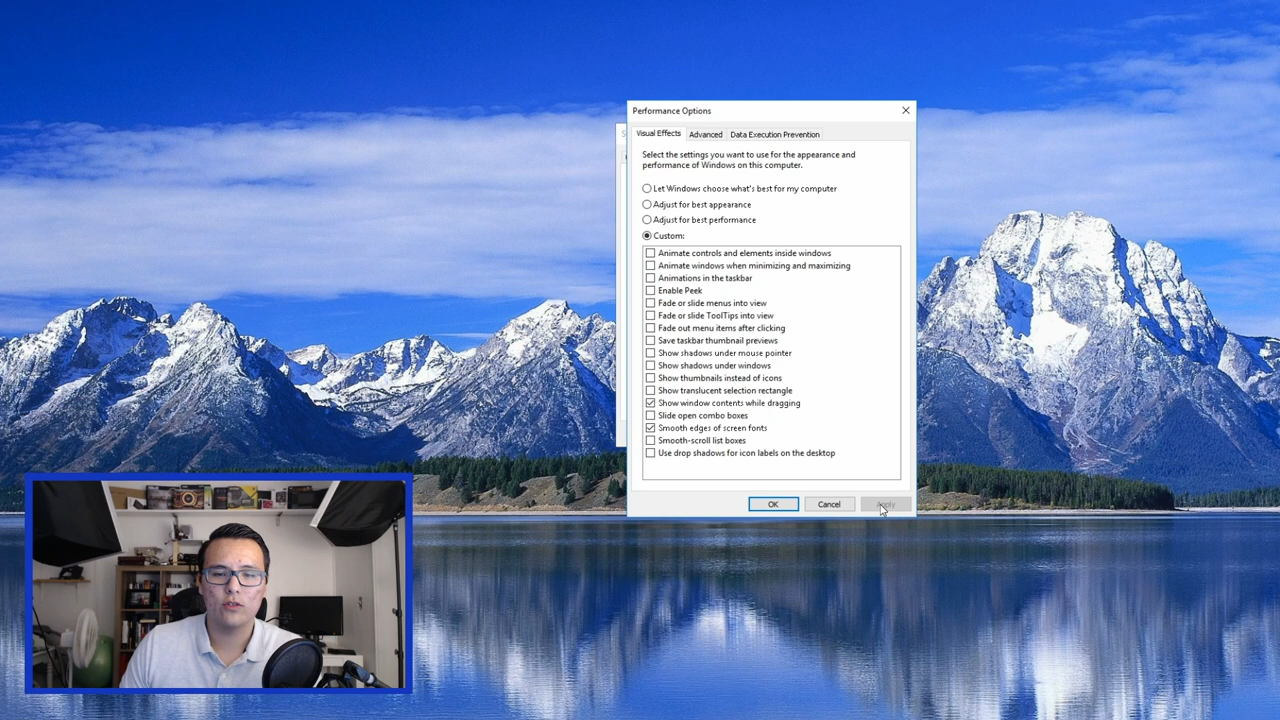 Performance Options
Visual Effects
Advanced
Data Execution Prevention
Select the settings you want to use for the appearance and
performance of Windows on this computer.
Let Windows choose what's best for my computer
Adjust for best appearance
Adjust for best performance
Custom:
Animate controls and elements inside windows
Animate windows when minimizing and maximizing
Animations in the taskbar
Enable Peek
Fade or slide menus into view
Fade or slide ToolTips into view
Fade out menu items after clicking
Save taskbar thumbnail previews
Show shadows under mouse pointer
Show shadows under windows
Show thumbnails instead of icons
Show translucent selection rectangle
Show window contents while dragging
Slide open combo boxes
Smooth edges of screen fonts
Smooth-scroll list boxes
Use drop shadows for icon labels on the desktop
OK
Cancel
Apply